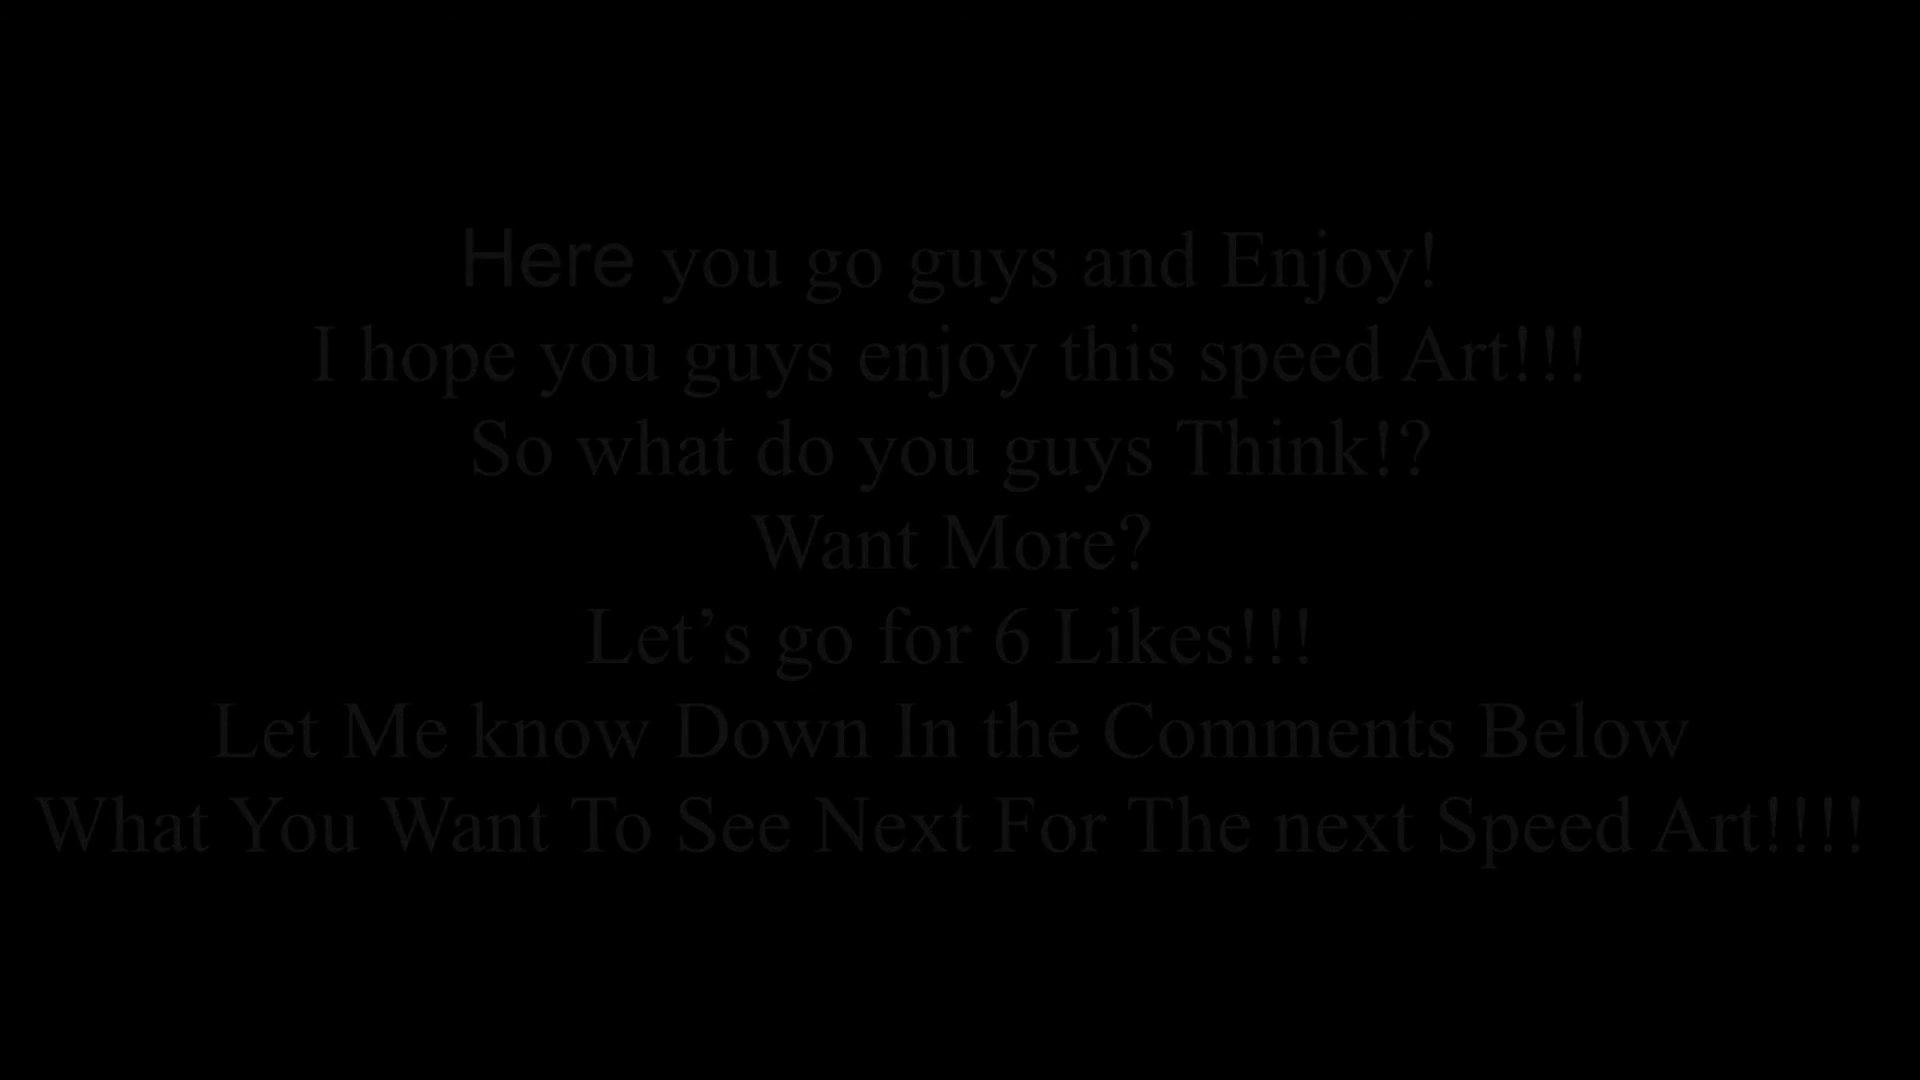 Here you go guys and Enjoy!
I hope you guys enjoy this speed Art!!!
So what do you guys Think!?
Want More?
Let’s go for 6 Likes!!!
Let Me know Down In the Comments Below
What You Want To See Next For The next Speed Art!!!!